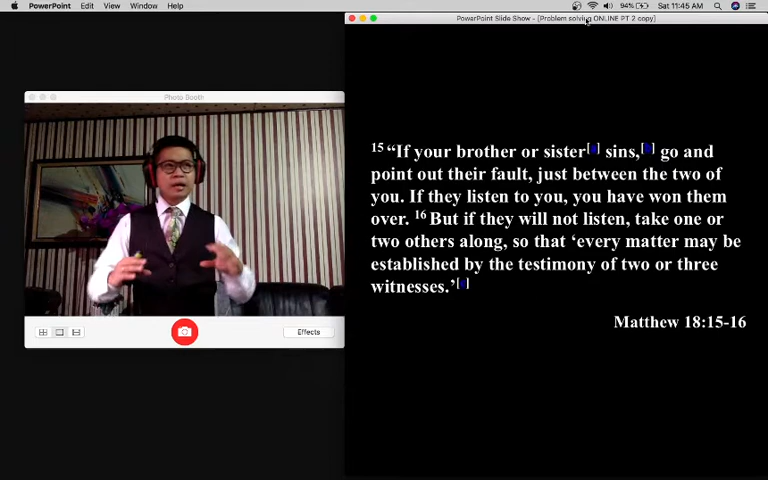 PowerPoint Edit View Window Help
94% Sat 11:45 AM
PowerPoint Slide Show - [Problem solving ONLINE PT 2 copy]
Photo Booth
15 “If your brother or sister[a] sins,[b] go and
point out their fault, just between the two of
you. If they listen to you, you have won them
over. 16 But if they will not listen, take one or
two others along, so that ‘every matter may be
established by the testimony of two or three
witnesses.’[c]
Matthew 18:15-16
Effects